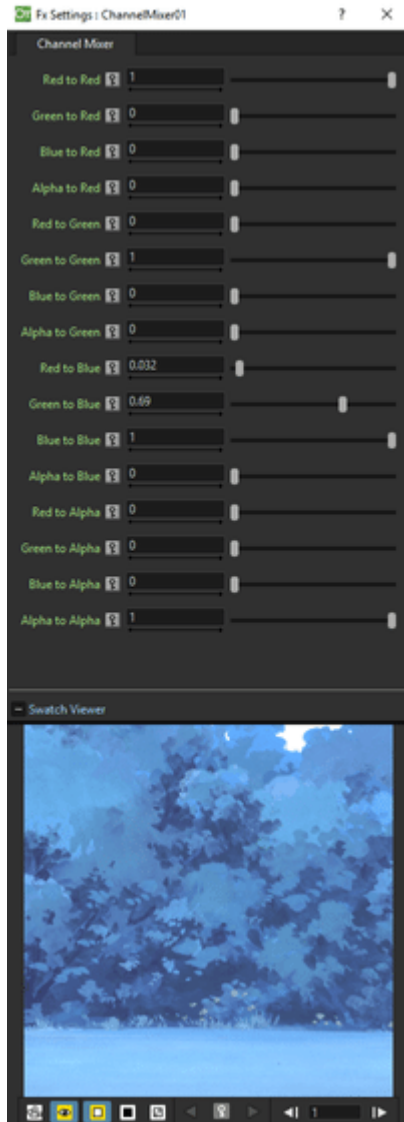 Fx Settings : ChannelMixer01 ? ×
Channel Mixer
Red to Red 1
Green to Red 0
Blue to Red 0
Alpha to Red 0
Red to Green 0
Green to Green 1
Blue to Green 0
Alpha to Green 0
Red to Blue 0.032
Green to Blue 0.69
Blue to Blue 1
Alpha to Blue 0
Red to Alpha 0
Green to Alpha 0
Blue to Alpha 0
Alpha to Alpha 1
Swatch Viewer
1